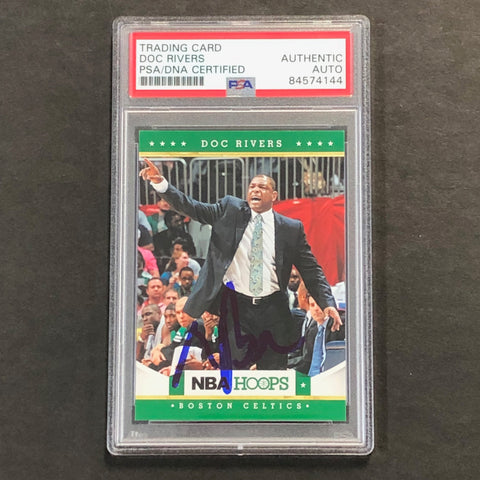 TRADING CARD
DOC RIVERS
PSA/DNA CERTIFIED
AUTHENTIC
AUTO
84574144
PSA
DOC RIVERS
NBA HOOPS
BOSTON CELTICS